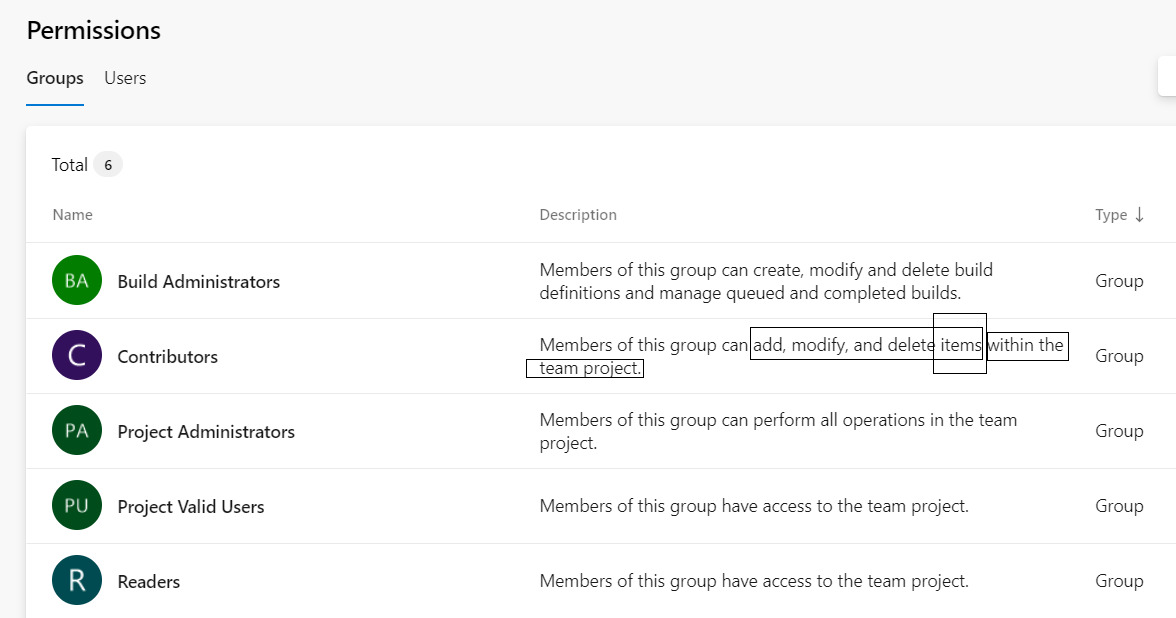 Permissions
Groups Users
Total 6
Name Description Type ↓
BA Build Administrators Members of this group can create, modify and delete build definitions and manage queued and completed builds. Group
C Contributors Members of this group can add, modify, and delete items within the team project. Group
PA Project Administrators Members of this group can perform all operations in the team project. Group
PU Project Valid Users Members of this group have access to the team project. Group
R Readers Members of this group have access to the team project. Group